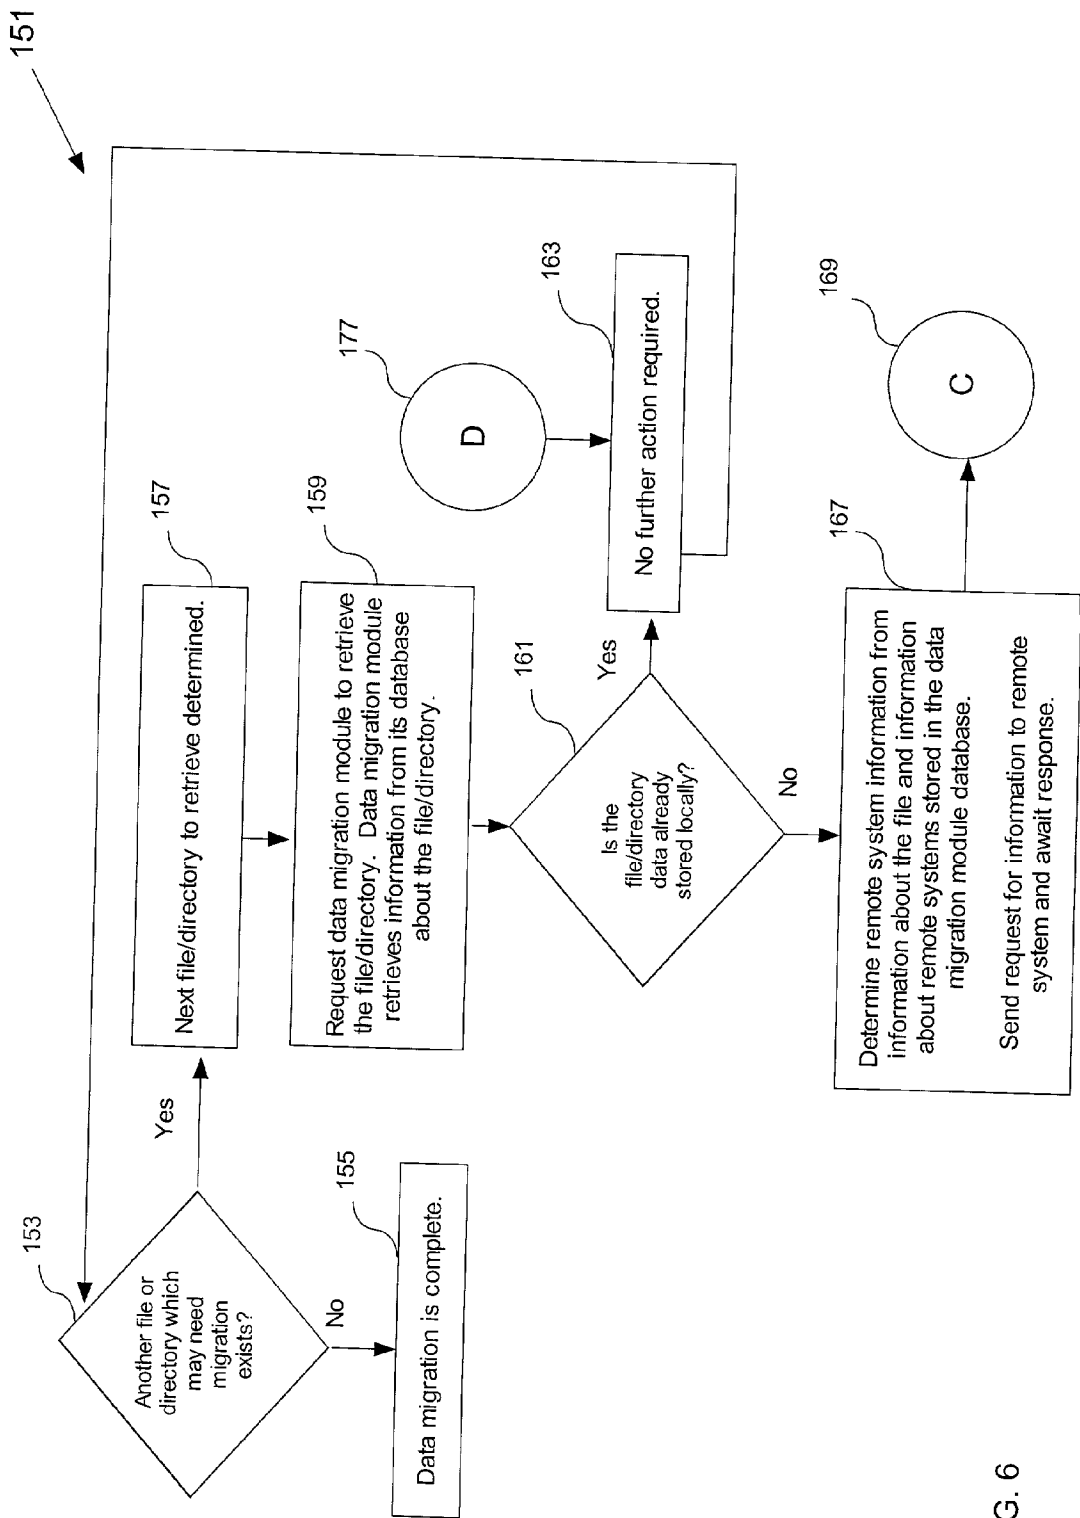 151
153
Another file or
directory which
may need
migration
exists?
Yes
No
155
Data migration is complete.
157
Next file/directory to retrieve determined.
159
Request data migration module to retrieve
the file/directory. Data migration module
retrieves information from its database
about the file/directory.
161
Is the
file/directory
data already
stored locally?
Yes
No
177
D
163
No further action required.
167
Determine remote system information from
information about the file and information
about remote systems stored in the data
migration module database.
Send request for information to remote
system and await response.
169
C
G. 6